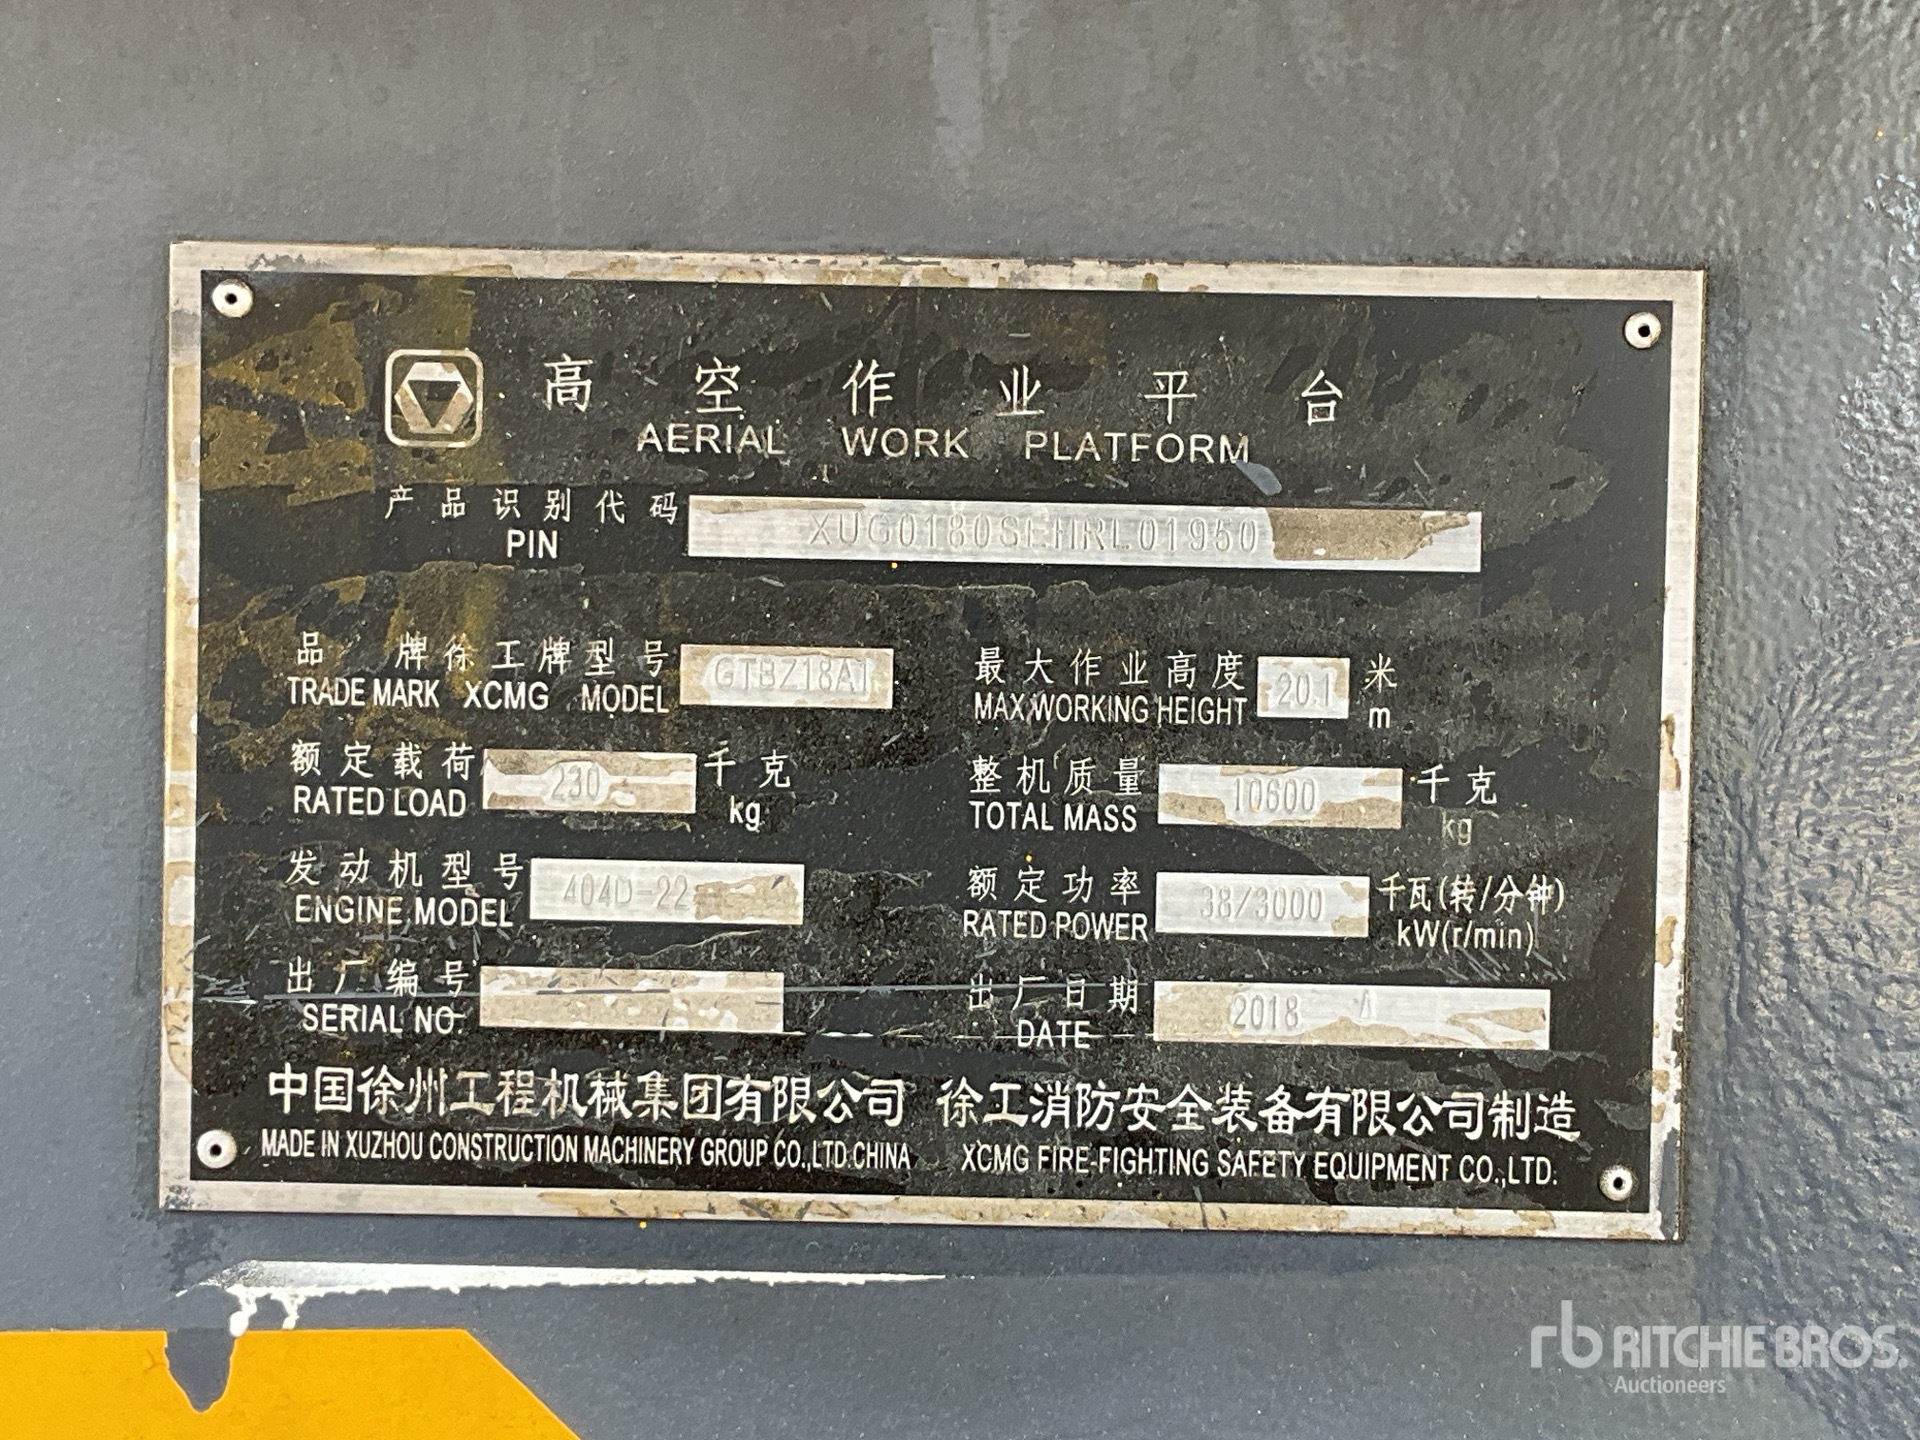 高空作业平台
AERIAL WORK PLATFORM
产品识别代码 XUG0180SEHRL01950
PIN
品 牌 徐工牌 型号 GTBZ18A1
TRADE MARK XCMG MODEL
最大作业高度 20.1 米
MAX.WORKING HEIGHT m
额定载荷 230 千克
RATED LOAD kg
整机质量 10600 千克
TOTAL MASS kg
发动机型号 404D-22
ENGINE MODEL
额定功率 38/3000 千瓦(转/分钟)
RATED POWER kW(r/min)
出厂编号
SERIAL NO.
出厂日期 2018
DATE
中国徐州工程机械集团有限公司 徐工消防安全装备有限公司制造
MADE IN XUZHOU CONSTRUCTION MACHINERY GROUP CO.,LTD.CHINA XCMG FIRE-FIGHTING SAFETY EQUIPMENT CO.,LTD.
rb RITCHIE BROS.
Auctioneers